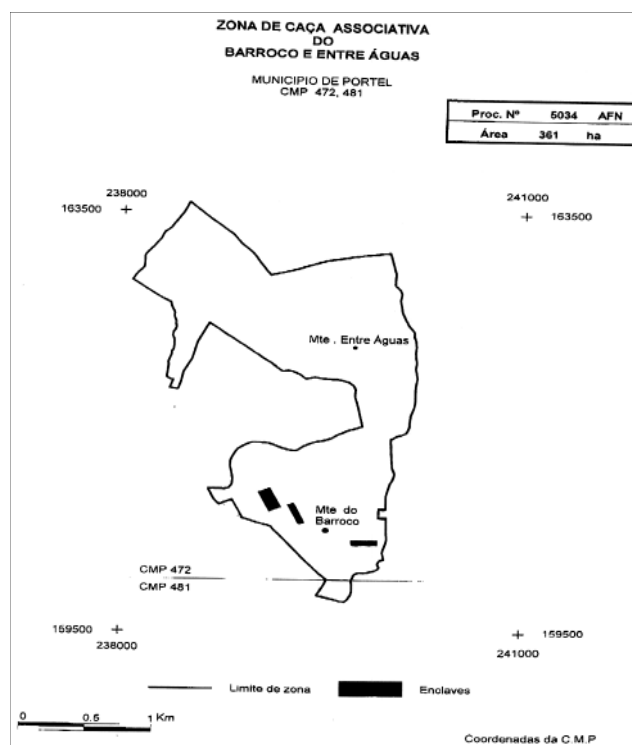 ZONA DE CAÇA ASSOCIATIVA
DO
BARROCO E ENTRE ÁGUAS
MUNICIPIO DE PORTEL
CMP 472, 481
Proc. Nº 5034 AFN
Área 361 ha
238000
163500
241000
163500
Mte . Entre Águas
Mte do
Barroco
CMP 472
CMP 481
159500
238000
159500
241000
Limite de zona
Enclaves
0 0.5 1 Km
Coordenadas da C.M.P